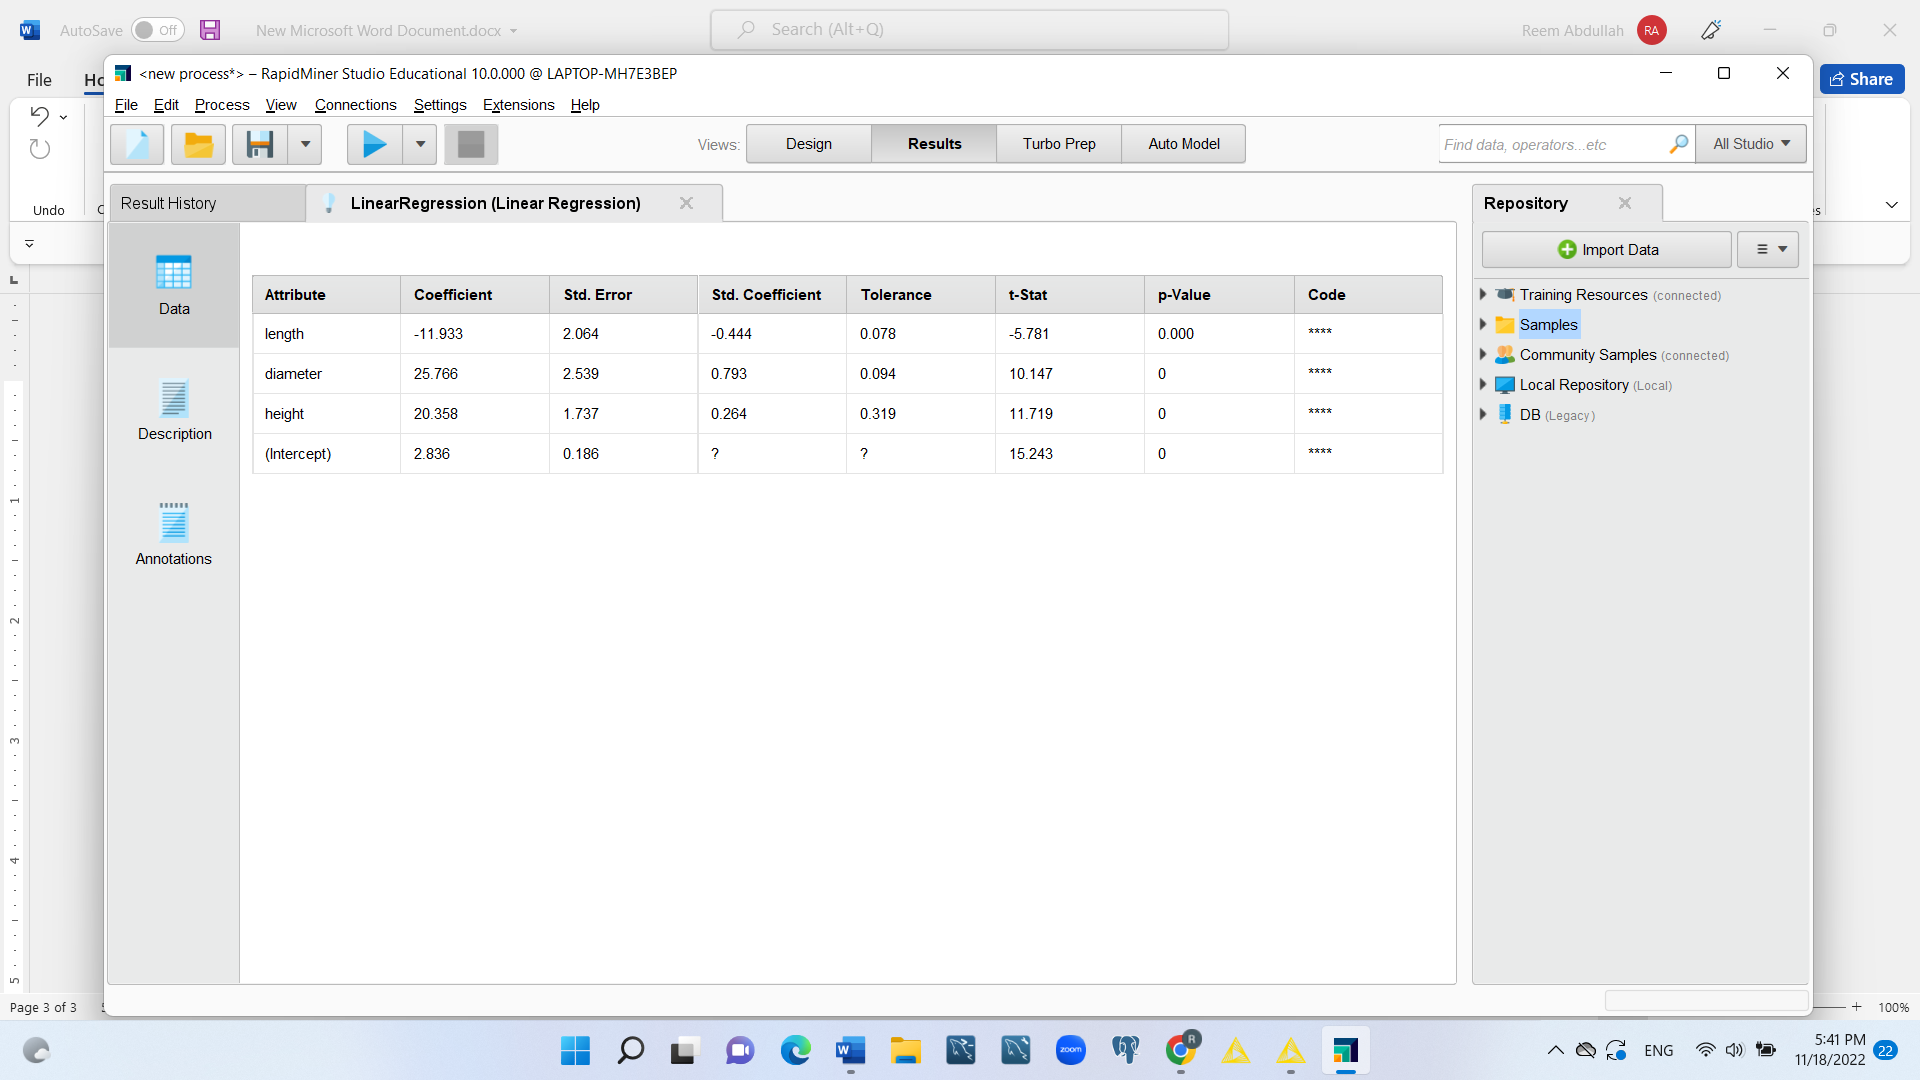 AutoSave Off New Microsoft Word Document.docx Search (Alt+Q) Reem Abdullah RA
File Share
<new process*> – RapidMiner Studio Educational 10.0.000 @ LAPTOP-MH7E3BEP
File Edit Process View Connections Settings Extensions Help
Views: Design Results Turbo Prep Auto Model Find data, operators...etc All Studio
Undo
Result History LinearRegression (Linear Regression) Repository
Import Data
Data
Description
Annotations
Attribute Coefficient Std. Error Std. Coefficient Tolerance t-Stat p-Value Code
length -11.933 2.064 -0.444 0.078 -5.781 0.000 ****
diameter 25.766 2.539 0.793 0.094 10.147 0 ****
height 20.358 1.737 0.264 0.319 11.719 0 ****
(Intercept) 2.836 0.186 ? ? 15.243 0 ****
Training Resources (connected)
Samples
Community Samples (connected)
Local Repository (Local)
DB (Legacy)
1
2
3
4
5
Page 3 of 3 100%
zoom R ENG 5:41 PM
11/18/2022 22